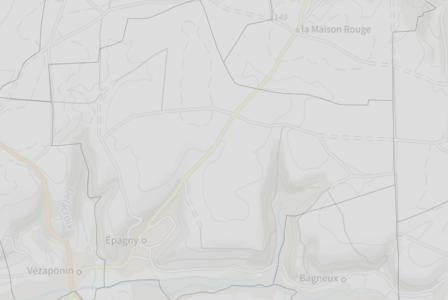 149
la Maison Rouge
Épagny
Vézaponin
Bagneux